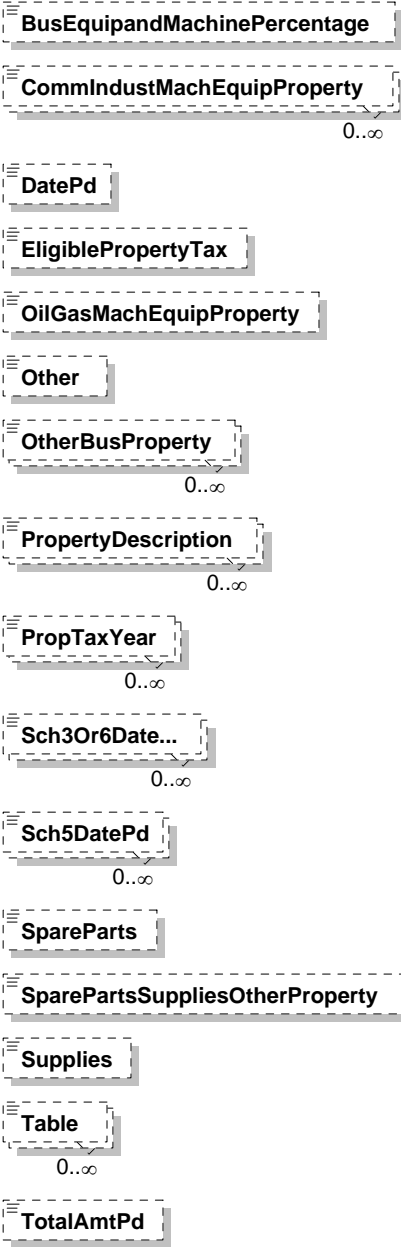 BusEquipandMachinePercentage
CommIndustMachEquipProperty
0..∞
DatePd
EligiblePropertyTax
OilGasMachEquipProperty
Other
OtherBusProperty
0..∞
PropertyDescription
0..∞
PropTaxYear
0..∞
Sch3Or6Date...
0..∞
Sch5DatePd
0..∞
SpareParts
SparePartsSuppliesOtherProperty
Supplies
Table
0..∞
TotalAmtPd